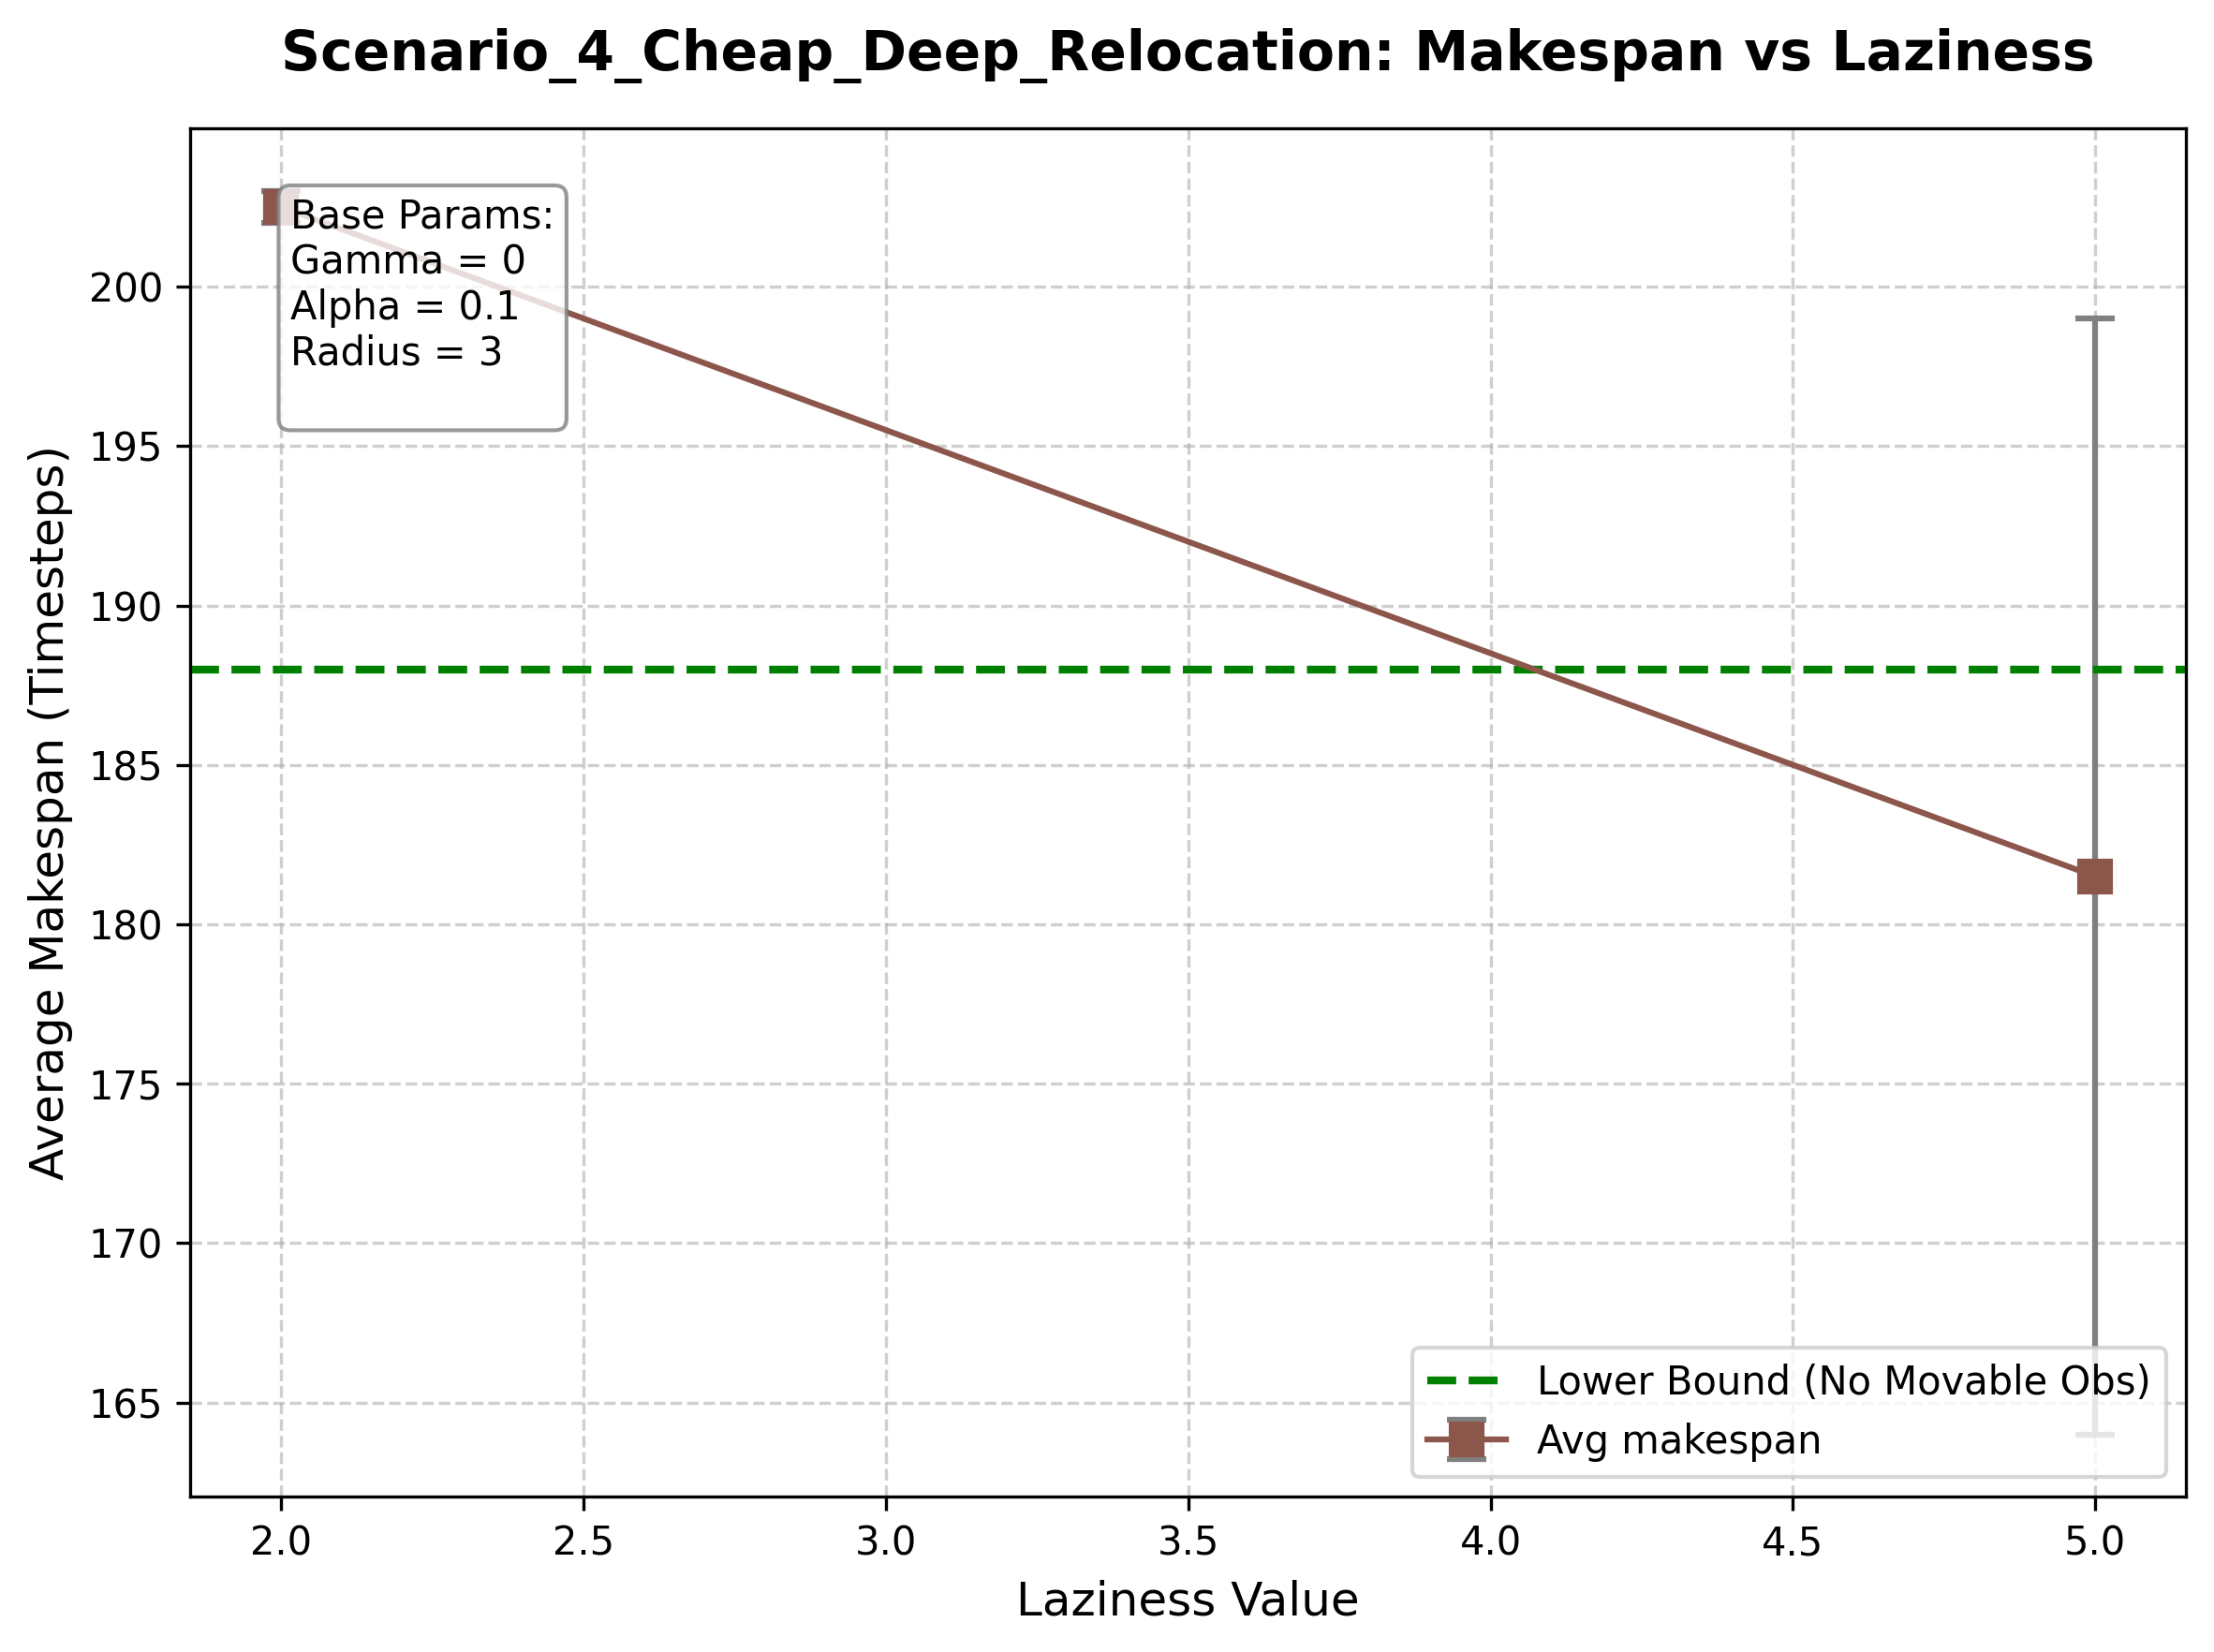 Scenario_4_Cheap_Deep_Relocation: Makespan vs Laziness
Average Makespan (Timesteps)
200
195
190
185
180
175
170
165
Base Params:
Gamma = 0
Alpha = 0.1
Radius = 3
Lower Bound (No Movable Obs)
Avg makespan
2.0 2.5 3.0 3.5 4.0 4.5 5.0
Laziness Value